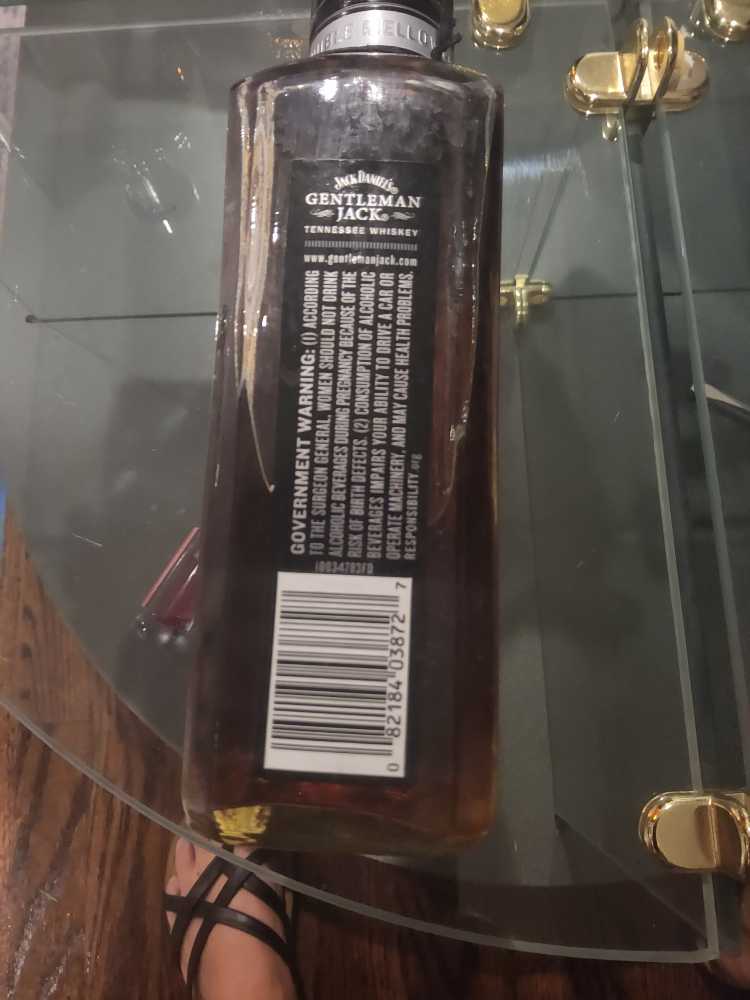 JACK DANIEL'S
GENTLEMAN
JACK
TENNESSEE WHISKEY
www.gentlemanjack.com
GOVERNMENT WARNING: (1) ACCORDING
TO THE SURGEON GENERAL, WOMEN SHOULD NOT DRINK
ALCOHOLIC BEVERAGES DURING PREGNANCY BECAUSE OF THE
RISK OF BIRTH DEFECTS. (2) CONSUMPTION OF ALCOHOLIC
BEVERAGES IMPAIRS YOUR ABILITY TO DRIVE A CAR OR
OPERATE MACHINERY, AND MAY CAUSE HEALTH PROBLEMS.
RESPONSIBILITY.org
0 82184 03872 7